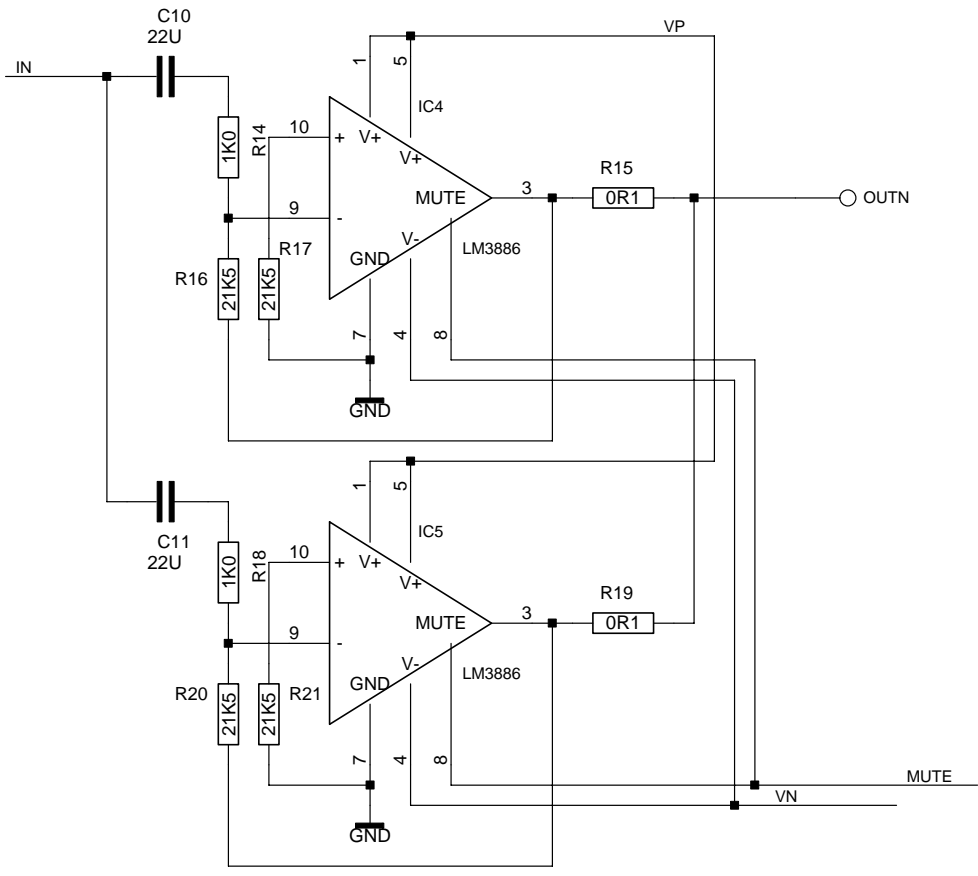 C10
22U
IN
VP
1
5
IC4
1K0
R14
10
+
V+
V+
R15
0R1
MUTE
3
OUTN
9
-
V-
R16
21K5
R17
21K5
GND
LM3886
7
4
8
GND
C11
22U
1
5
IC5
1K0
R18
10
+
V+
V+
R19
0R1
MUTE
3
9
-
V-
R20
21K5
R21
21K5
GND
LM3886
7
4
8
MUTE
VN
GND